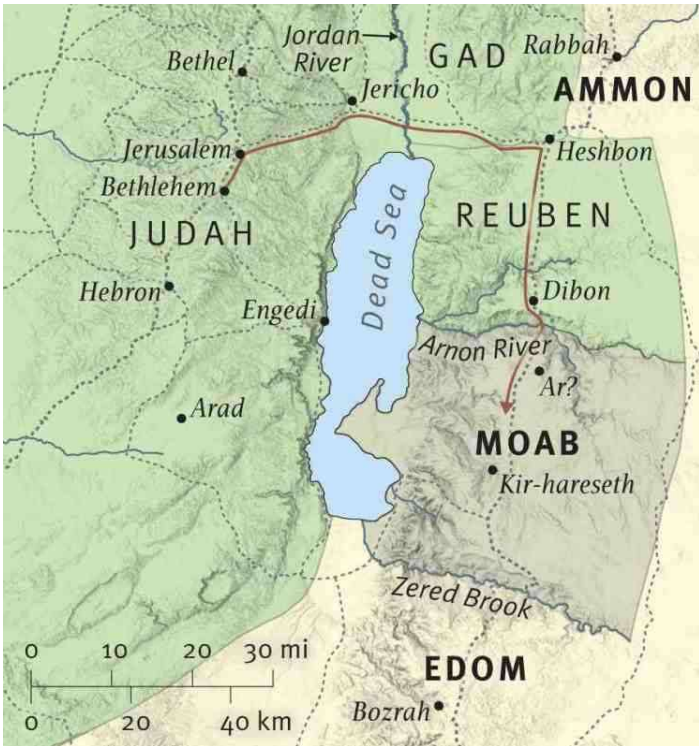 Jordan
River
GAD
Rabbah
Bethel
AMMON
Jericho
Jerusalem
Heshbon
Bethlehem
JUDAH
REUBEN
Dead Sea
Hebron
Dibon
Engedi
Arnon River
Ar?
Arad
MOAB
Kir-hareseth
Zered Brook
0 10 20 30 mi
EDOM
0 20 40 km
Bozrah